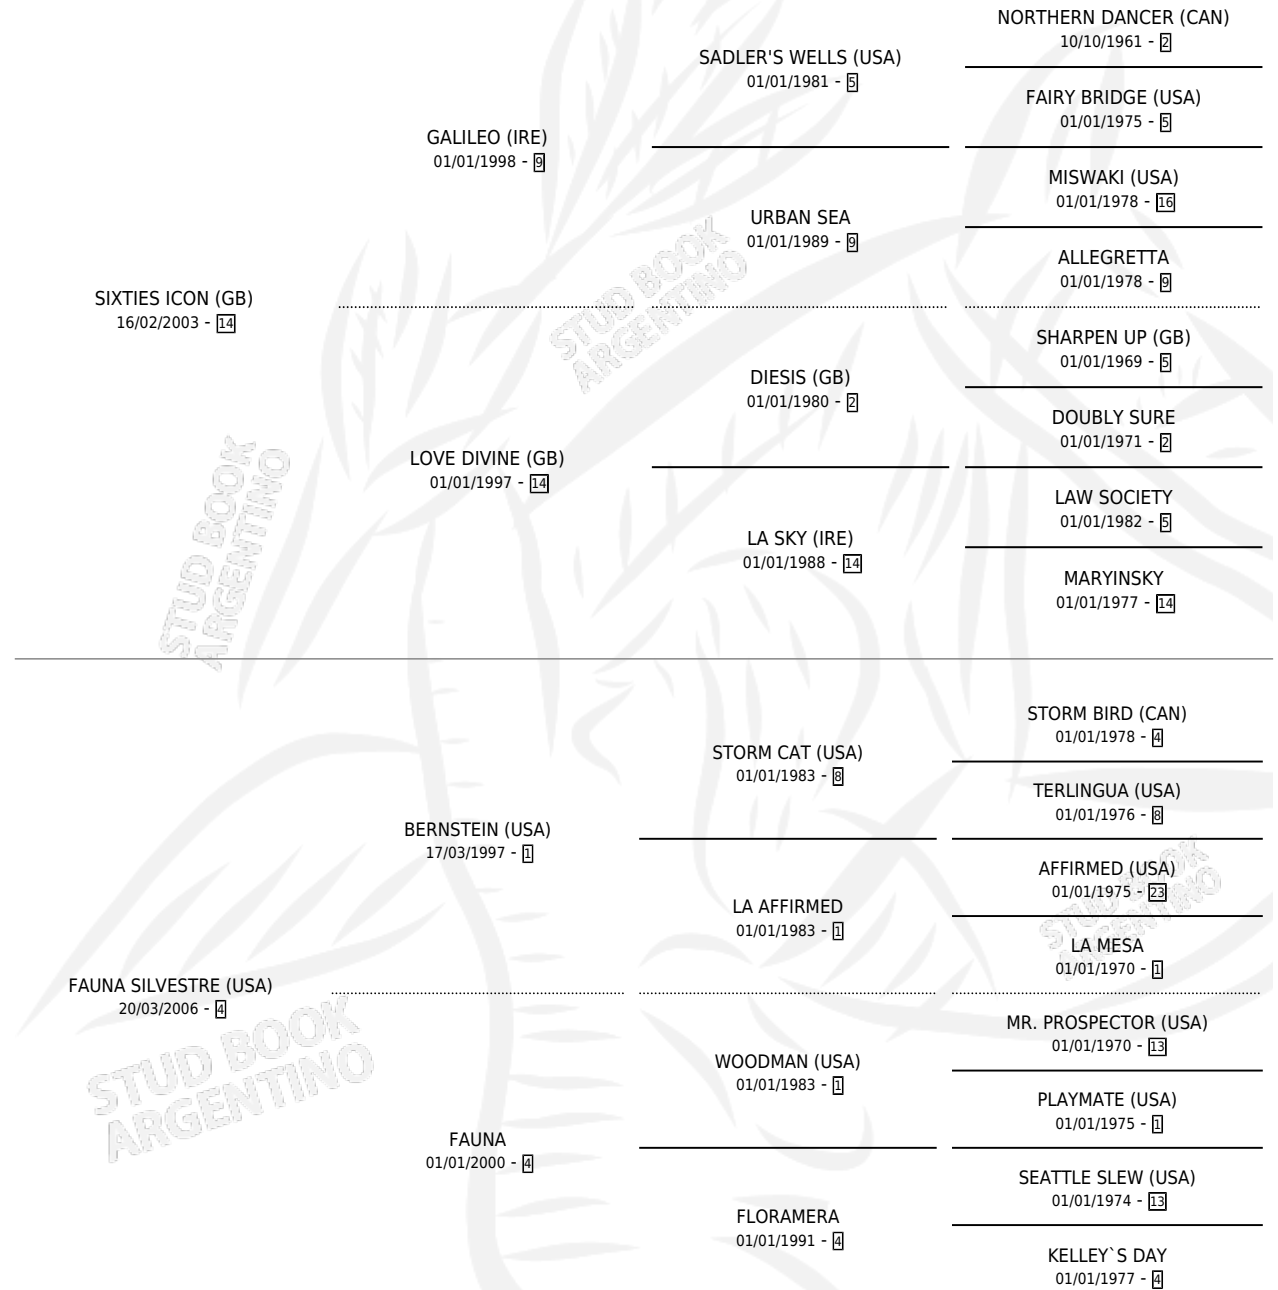 NORTHERN DANCER (CAN)
10/10/1961 - 2
SADLER'S WELLS (USA)
01/01/1981 - 5
FAIRY BRIDGE (USA)
01/01/1975 - 5
GALILEO (IRE)
01/01/1998 - 9
MISWAKI (USA)
01/01/1978 - 16
URBAN SEA
01/01/1989 - 9
ALLEGRETTA
01/01/1978 - 9
SIXTIES ICON (GB)
16/02/2003 - 14
SHARPEN UP (GB)
01/01/1969 - 5
DIESIS (GB)
01/01/1980 - 2
DOUBLY SURE
01/01/1971 - 2
LOVE DIVINE (GB)
01/01/1997 - 14
LAW SOCIETY
01/01/1982 - 5
LA SKY (IRE)
01/01/1988 - 14
MARYINSKY
01/01/1977 - 14
STORM BIRD (CAN)
01/01/1978 - 4
STORM CAT (USA)
01/01/1983 - 8
TERLINGUA (USA)
01/01/1976 - 8
BERNSTEIN (USA)
17/03/1997 - 1
AFFIRMED (USA)
01/01/1975 - 23
LA AFFIRMED
01/01/1983 - 1
LA MESA
01/01/1970 - 1
FAUNA SILVESTRE (USA)
20/03/2006 - 4
MR. PROSPECTOR (USA)
01/01/1970 - 13
WOODMAN (USA)
01/01/1983 - 1
PLAYMATE (USA)
01/01/1975 - 1
FAUNA
01/01/2000 - 4
SEATTLE SLEW (USA)
01/01/1974 - 13
FLORAMERA
01/01/1991 - 4
KELLEY`S DAY
01/01/1977 - 4
STUD BOOK
ARGENTINO
STUD BOOK
ARGENTINO
STUD BOOK
ARGENTINO
STUD BOOK
ARGENTINO